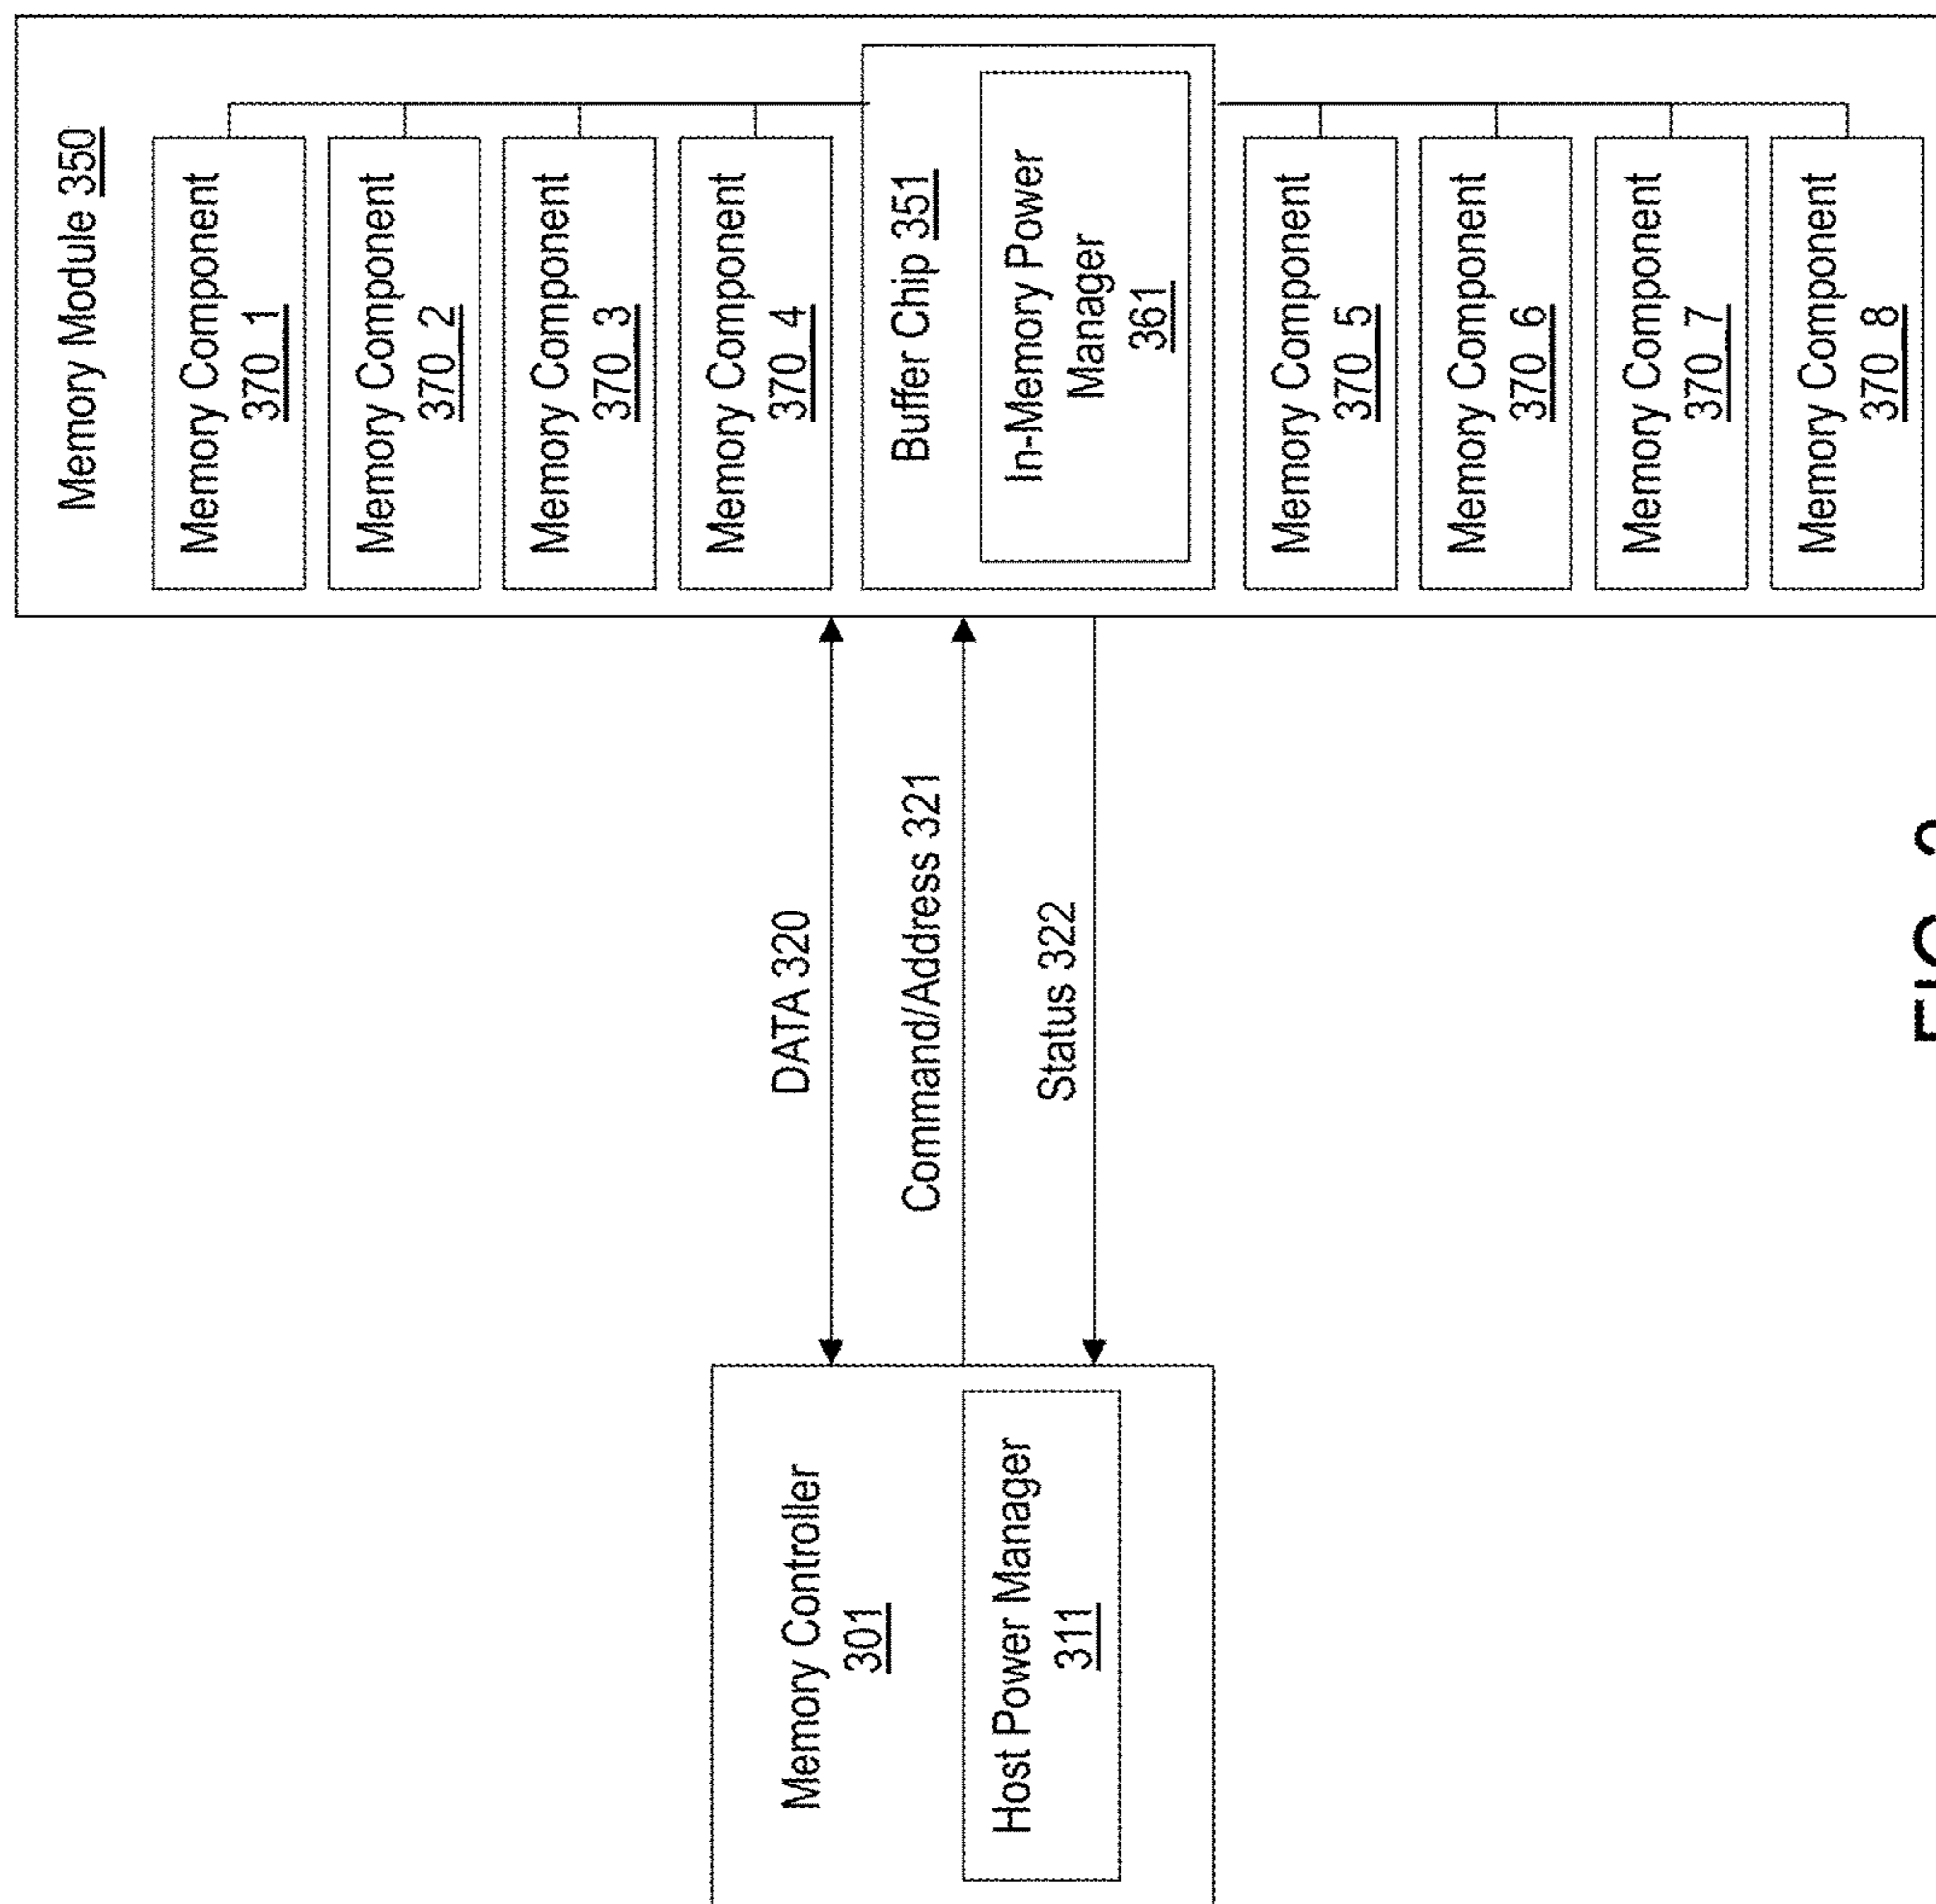 Memory Module 350
Memory Component
370_1
Memory Component
370_2
Memory Component
370_3
Memory Component
370_4
Buffer Chip 351
In-Memory Power
Manager
361
Memory Component
370_5
Memory Component
370_6
Memory Component
370_7
Memory Component
370_8
DATA 320
Command/Address 321
Status 322
Memory Controller
301
Host Power Manager
311